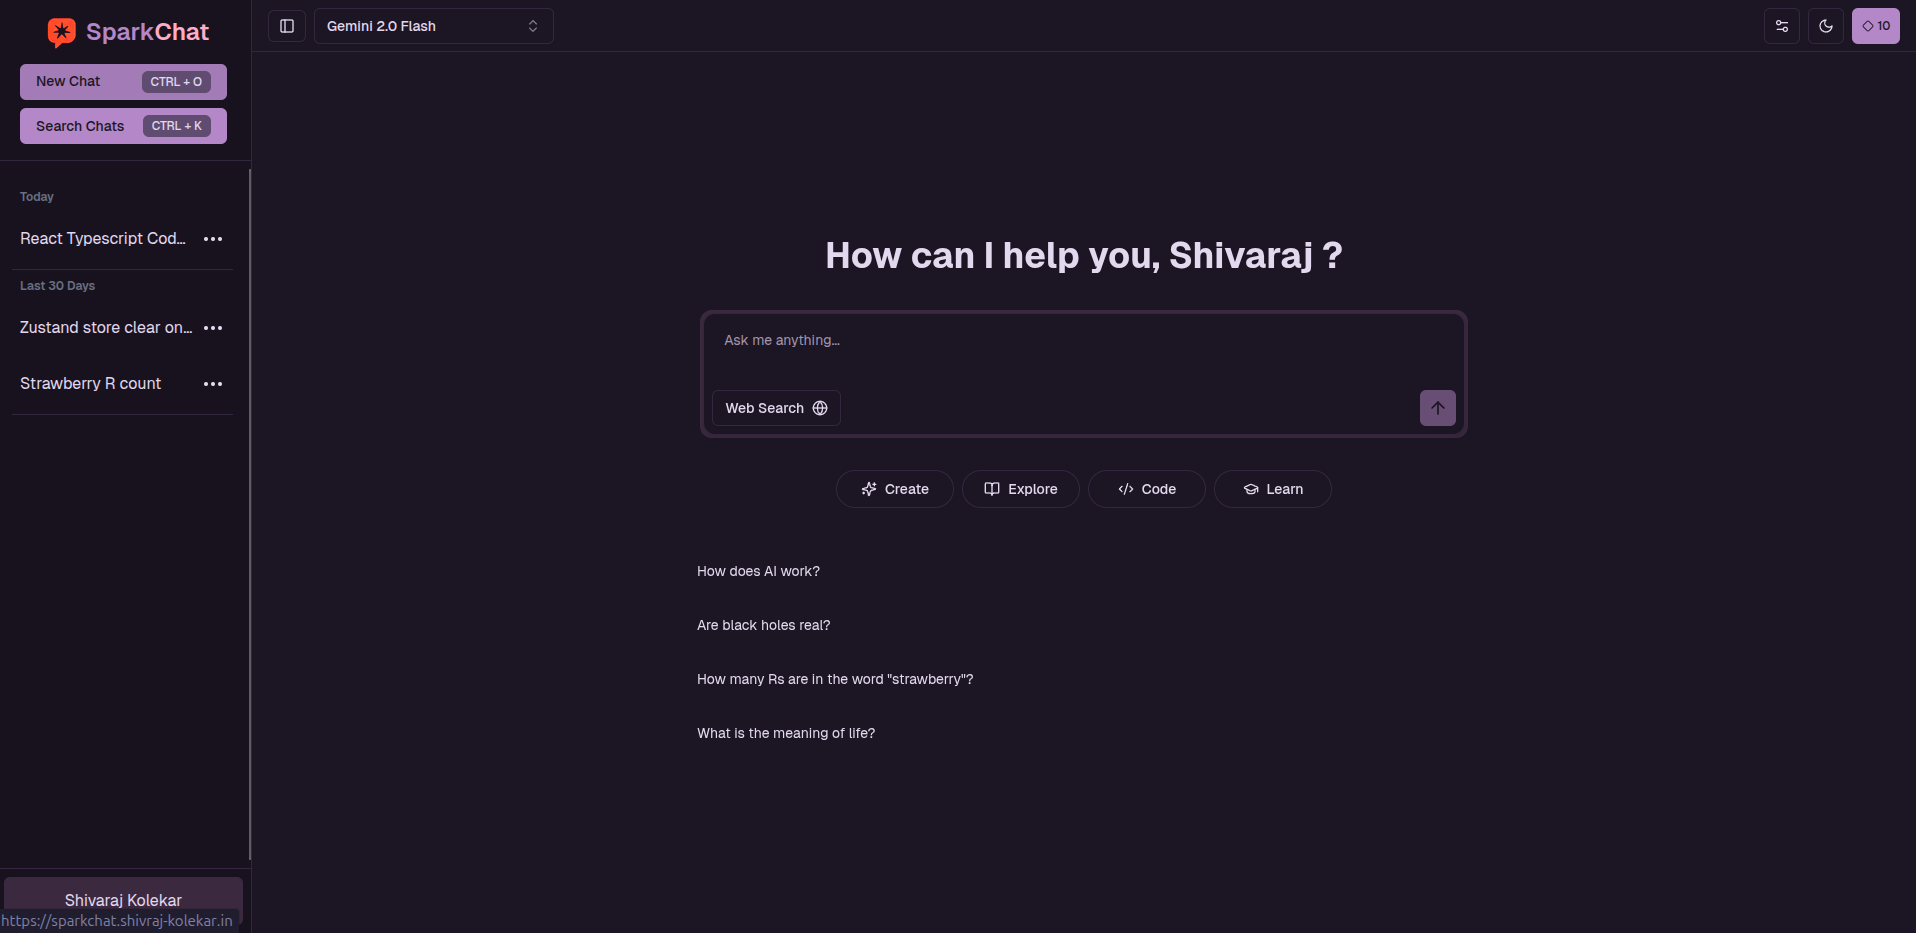 SparkChat
New Chat CTRL + O
Search Chats CTRL + K
Today
React Typescript Cod...
Last 30 Days
Zustand store clear on...
Strawberry R count
Shivaraj Kolekar
https://sparkchat.shivraj-kolekar.in
Gemini 2.0 Flash
10
How can I help you, Shivaraj ?
Ask me anything...
Web Search
Create Explore Code Learn
How does AI work?
Are black holes real?
How many Rs are in the word "strawberry"?
What is the meaning of life?